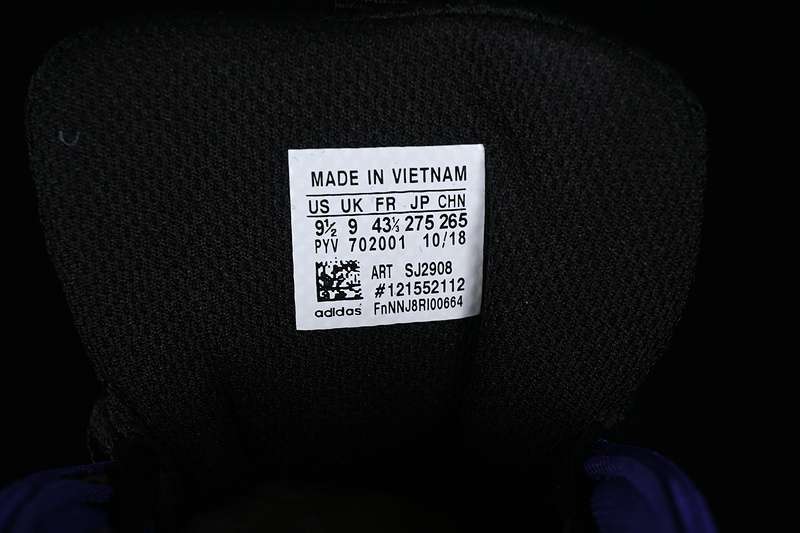 MADE IN VIETNAM
US UK FR JP CHN
9½ 9 43⅓ 275 265
PYV 702001 10/18
ART SJ2908
#121552112
adidas FnNNJ8RI00664